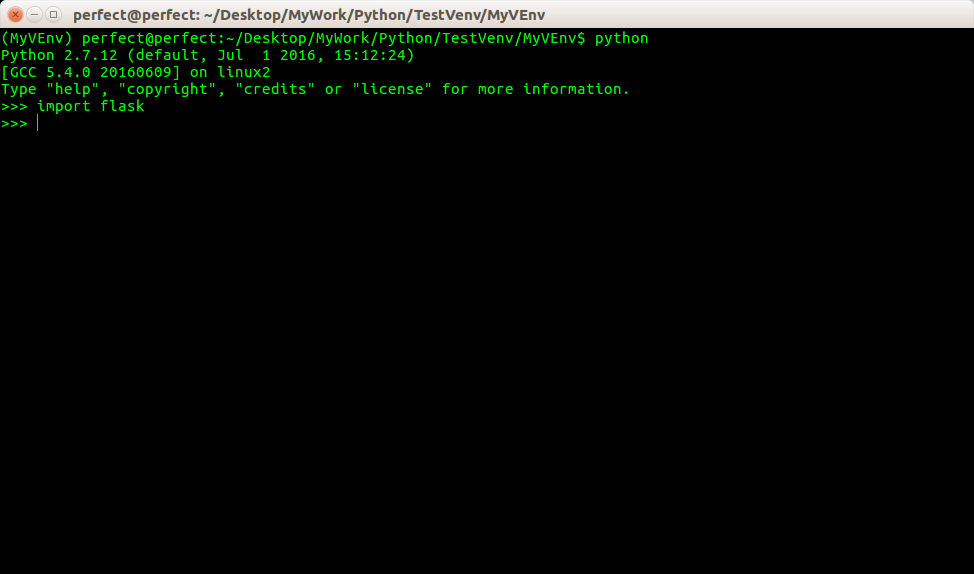 perfect@perfect: ~/Desktop/MyWork/Python/TestVenv/MyVEnv
(MyVEnv) perfect@perfect:~/Desktop/MyWork/Python/TestVenv/MyVEnv$ python
Python 2.7.12 (default, Jul  1 2016, 15:12:24)
[GCC 5.4.0 20160609] on linux2
Type "help", "copyright", "credits" or "license" for more information.
>>> import flask
>>>